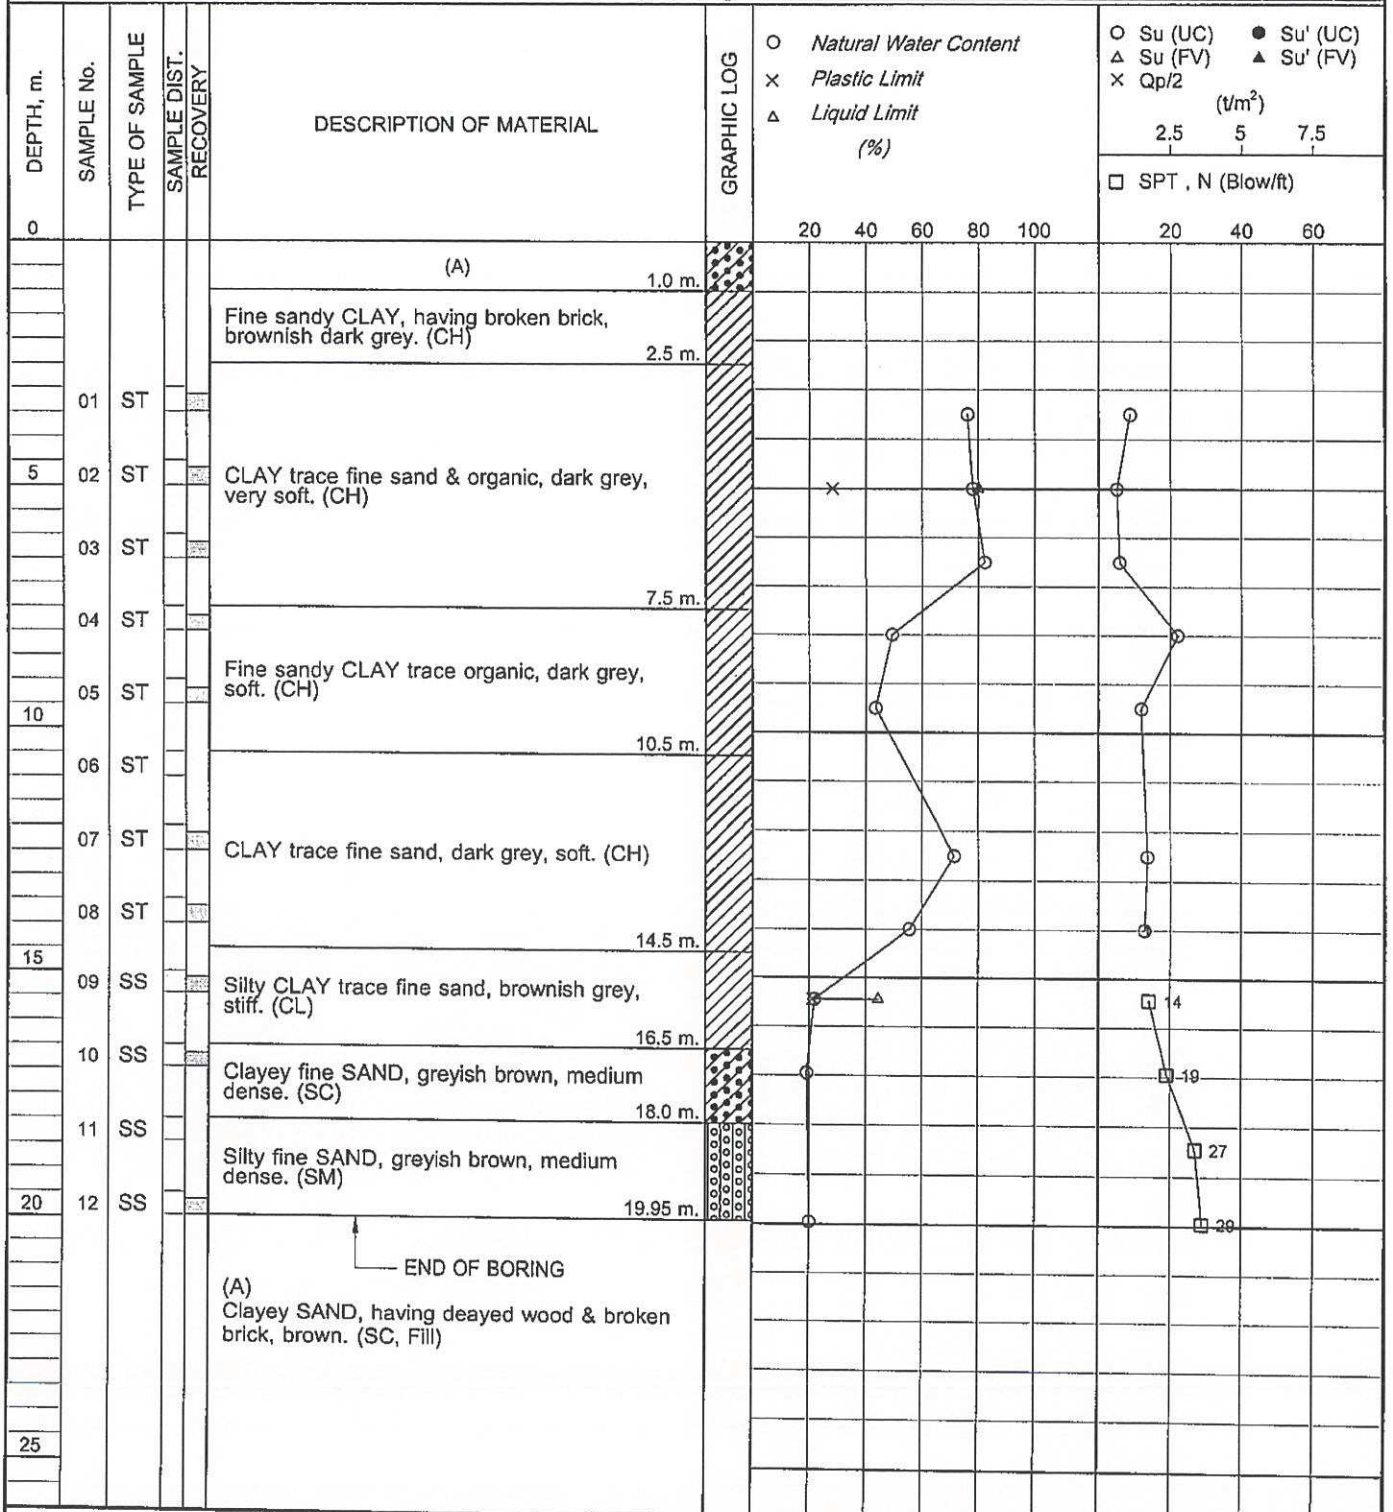 DEPTH, m.
SAMPLE No.
TYPE OF SAMPLE
SAMPLE DIST.
RECOVERY
DESCRIPTION OF MATERIAL
GRAPHIC LOG
○ Natural Water Content
× Plastic Limit
△ Liquid Limit
(%)
○ Su (UC) ● Su' (UC)
△ Su (FV) ▲ Su' (FV)
× Qp/2
(t/m²)
2.5 5 7.5
□ SPT , N (Blow/ft)
0
20 40 60 80 100
20 40 60
(A)
1.0 m.
Fine sandy CLAY, having broken brick,
brownish dark grey. (CH)
2.5 m.
01 ST
5 02 ST
CLAY trace fine sand & organic, dark grey,
very soft. (CH)
03 ST
7.5 m.
04 ST
Fine sandy CLAY trace organic, dark grey,
soft. (CH)
05 ST
10
10.5 m.
06 ST
07 ST
CLAY trace fine sand, dark grey, soft. (CH)
08 ST
14.5 m.
15
09 SS
Silty CLAY trace fine sand, brownish grey,
stiff. (CL)
14
16.5 m.
10 SS
Clayey fine SAND, greyish brown, medium
dense. (SC)
19
18.0 m.
11 SS
Silty fine SAND, greyish brown, medium
dense. (SM)
27
20 12 SS
19.95 m.
29
END OF BORING
(A)
Clayey SAND, having deayed wood & broken
brick, brown. (SC, Fill)
25